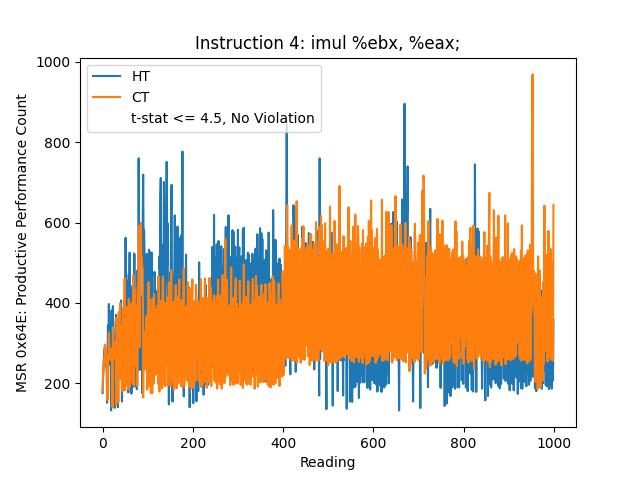 Instruction 4: imul %ebx, %eax;
HT
CT
t-stat <= 4.5, No Violation
MSR 0x64E: Productive Performance Count
1000
800
600
400
200
0
200
400
600
800
1000
Reading